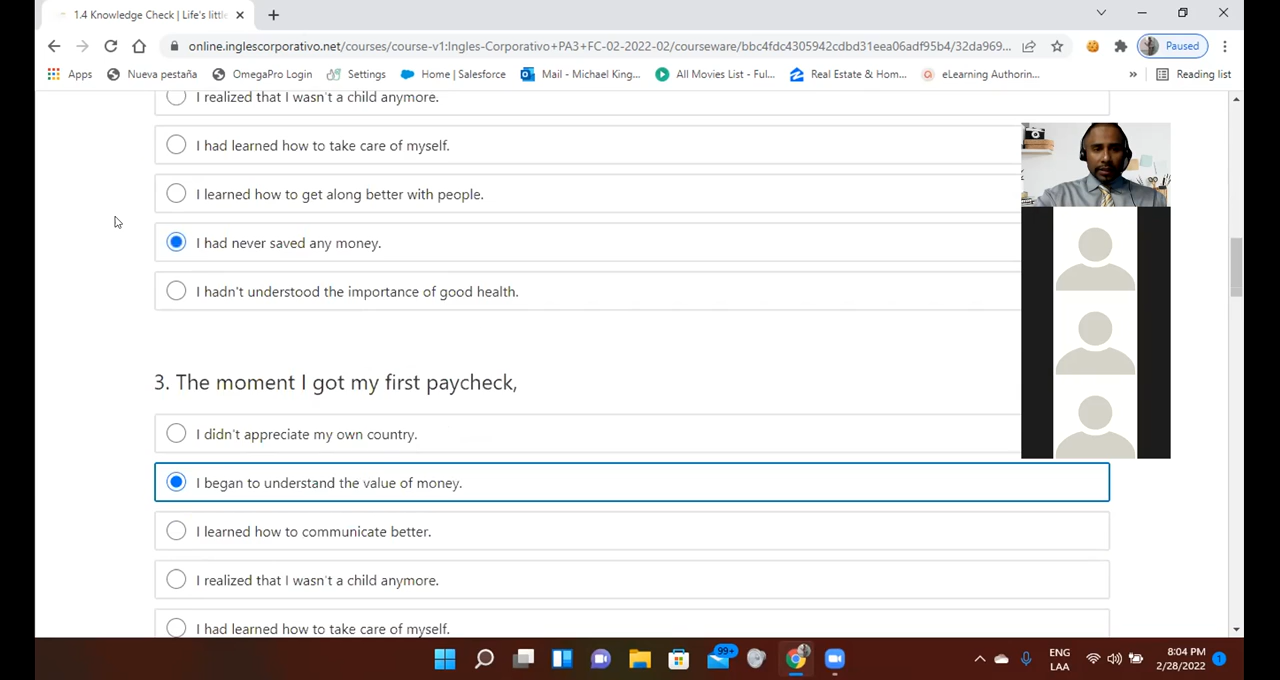 1.4 Knowledge Check | Life's little
online.inglescorporativo.net/courses/course-v1:Ingles-Corporativo+PA3+FC-02-2022-02/courseware/bbc4fdc4305942cdbd31eea06adf95b4/32da969...
Paused
Apps Nueva pestaña OmegaPro Login Settings Home | Salesforce Mail - Michael King... All Movies List - Ful... Real Estate & Hom... eLearning Authorin... » Reading list
I realized that I wasn't a child anymore.
I had learned how to take care of myself.
I learned how to get along better with people.
I had never saved any money.
I hadn't understood the importance of good health.
3. The moment I got my first paycheck,
I didn't appreciate my own country.
I began to understand the value of money.
I learned how to communicate better.
I realized that I wasn't a child anymore.
I had learned how to take care of myself.
99+
ENG
LAA
8:04 PM
2/28/2022
1